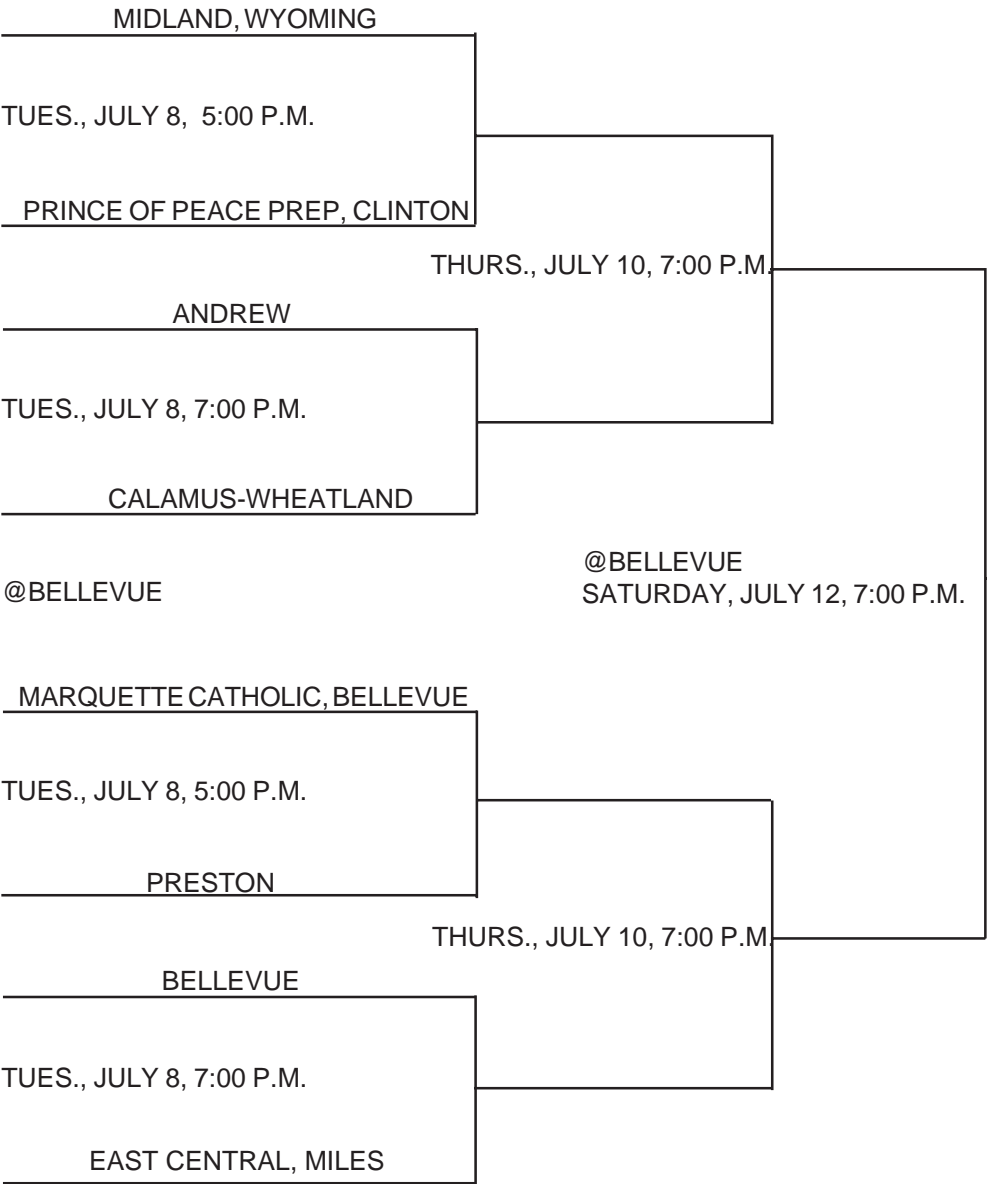 MIDLAND, WYOMING
TUES., JULY 8, 5:00 P.M.
PRINCE OF PEACE PREP, CLINTON
THURS., JULY 10, 7:00 P.M.
ANDREW
TUES., JULY 8, 7:00 P.M.
CALAMUS-WHEATLAND
@BELLEVUE
@BELLEVUE
SATURDAY, JULY 12, 7:00 P.M.
MARQUETTE CATHOLIC, BELLEVUE
TUES., JULY 8, 5:00 P.M.
PRESTON
THURS., JULY 10, 7:00 P.M.
BELLEVUE
TUES., JULY 8, 7:00 P.M.
EAST CENTRAL, MILES